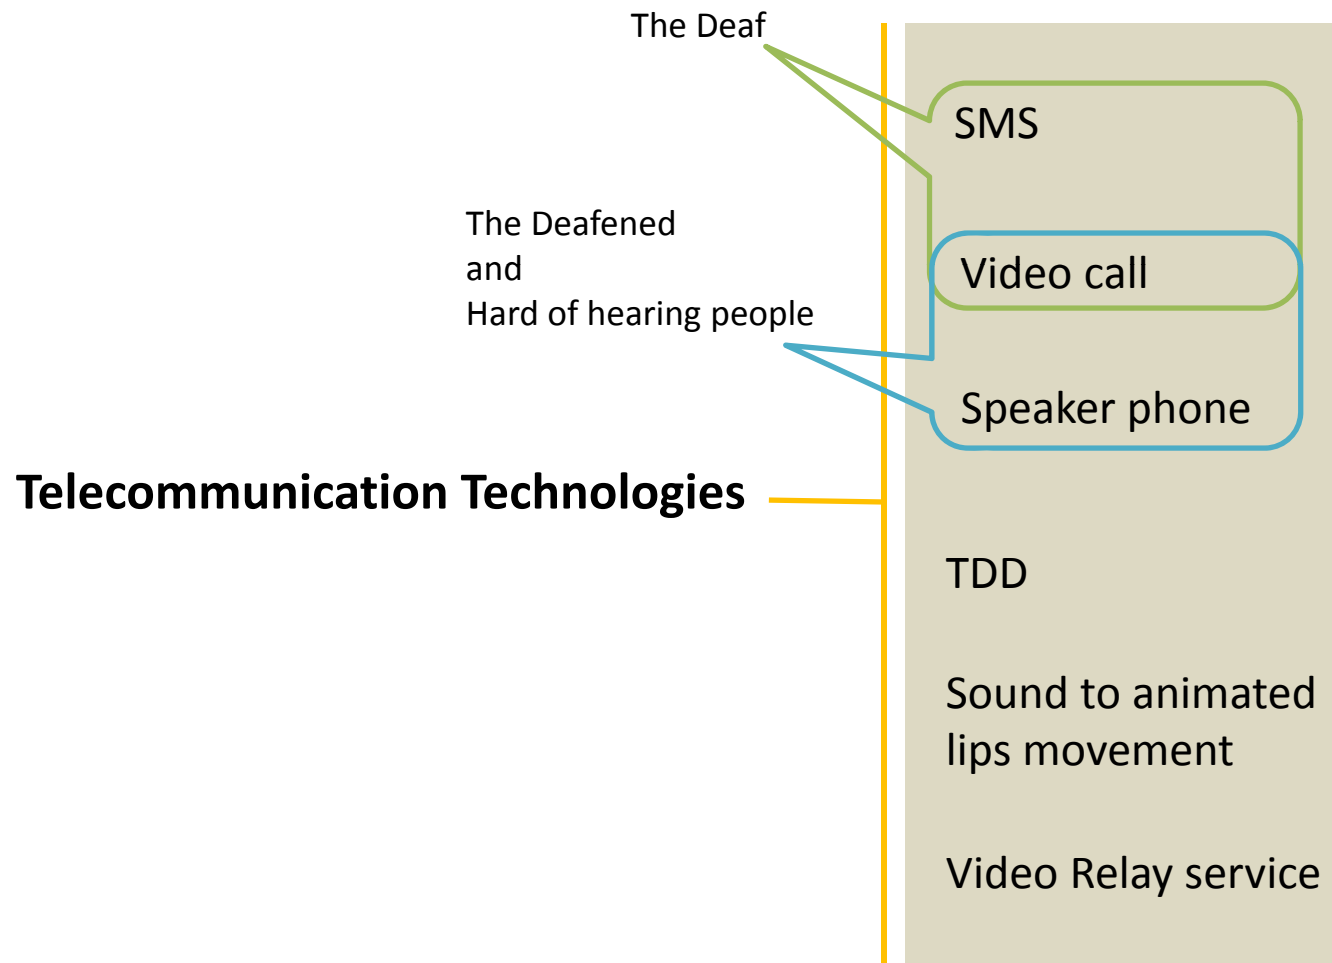 The Deaf
SMS
The Deafened
and
Hard of hearing people
Video call
Speaker phone
Telecommunication Technologies
TDD
Sound to animated
lips movement
Video Relay service